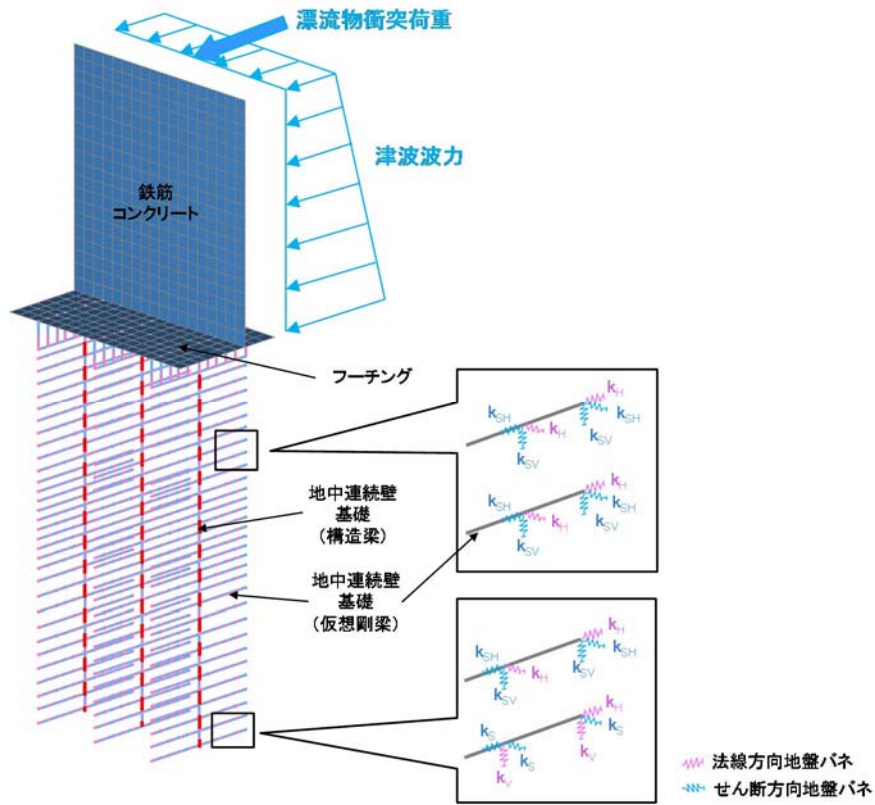 漂流物衝突荷重
津波波力
鉄筋
コンクリート
フーチング
地中連続壁
基礎
(構造梁)
地中連続壁
基礎
(仮想剛梁)
kH
kSH
kSH
kH
kSV
kSV
kH
kSH
kSH
kH
kSV
kSV
kH
kSH
kSH
kH
kSV
kSV
kH
kS
kS
kS
kV
kV
法線方向地盤バネ
せん断方向地盤バネ